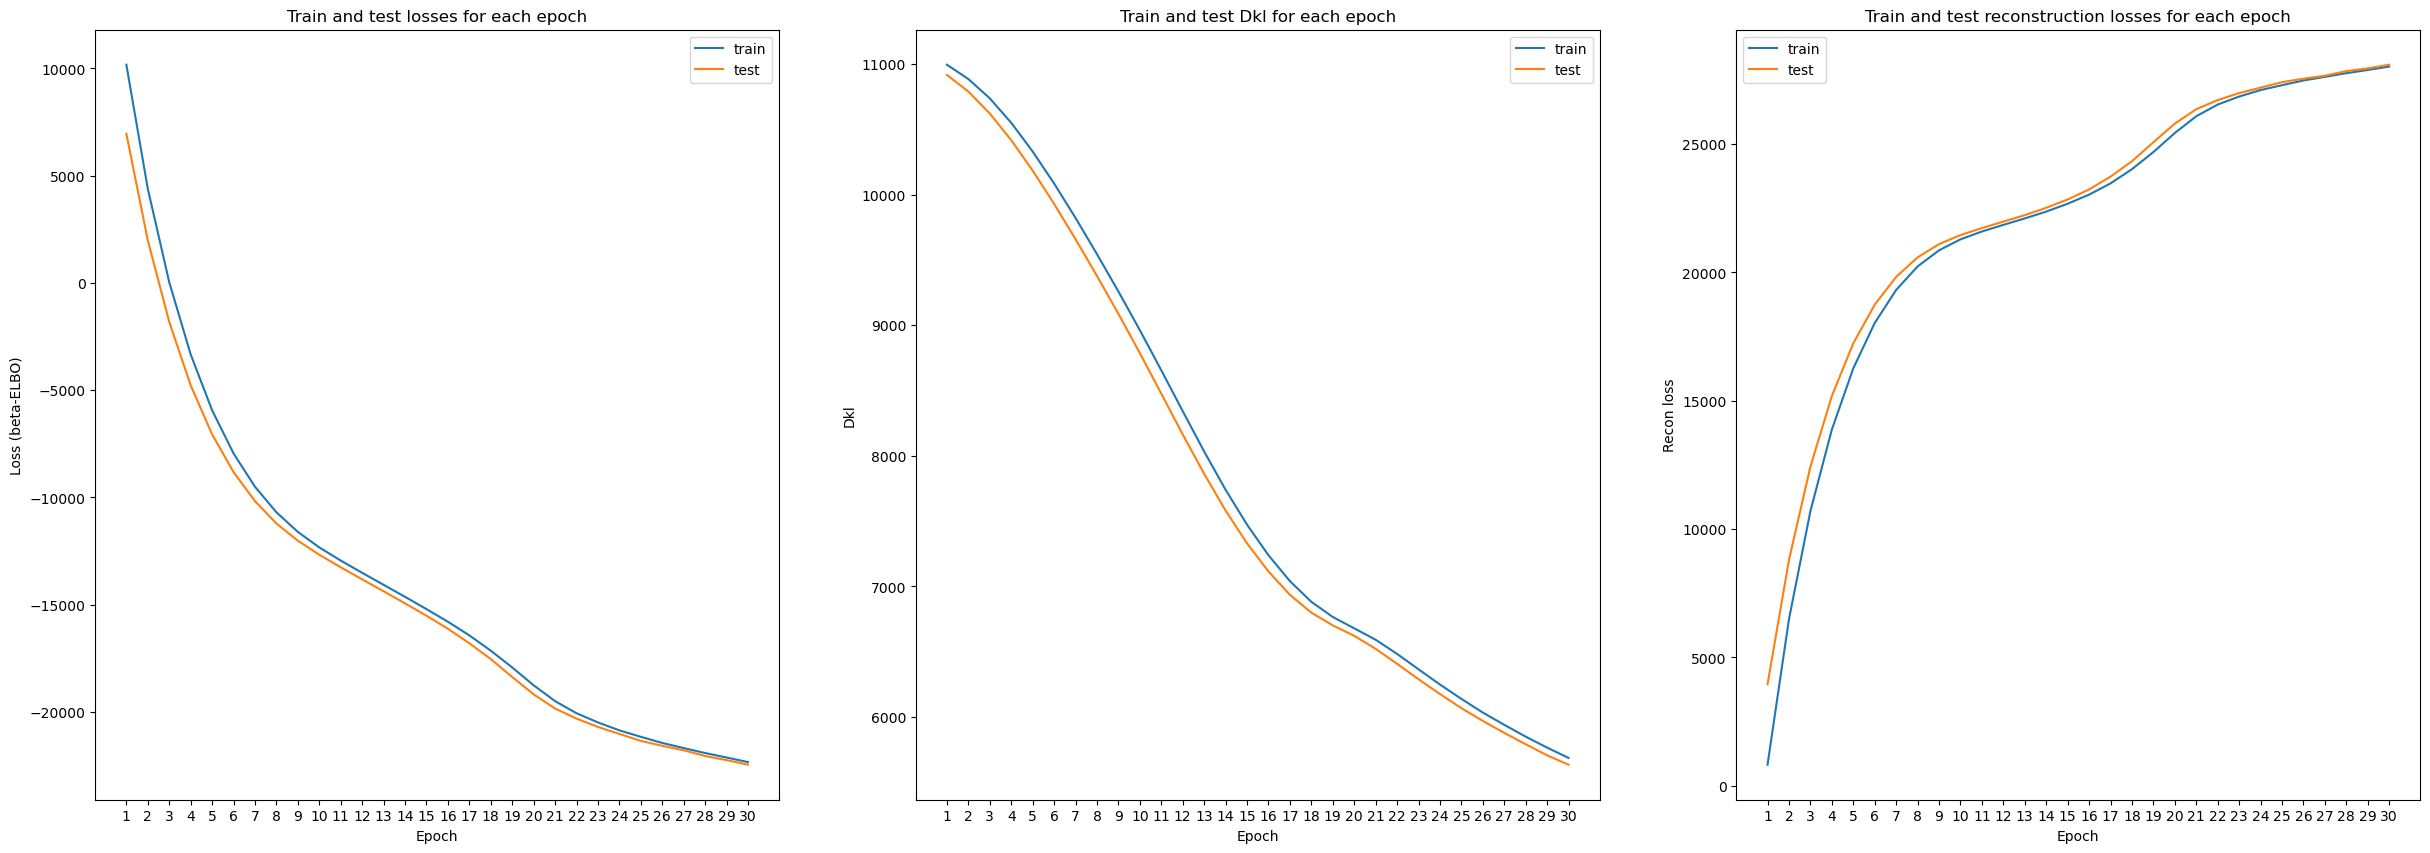 Train and test losses for each epoch
train
test
10000
5000
0
−5000
−10000
−15000
−20000
Loss (beta-ELBO)
1 2 3 4 5 6 7 8 9 10 11 12 13 14 15 16 17 18 19 20 21 22 23 24 25 26 27 28 29 30
Epoch
Train and test Dkl for each epoch
train
test
11000
10000
9000
8000
7000
6000
Dkl
1 2 3 4 5 6 7 8 9 10 11 12 13 14 15 16 17 18 19 20 21 22 23 24 25 26 27 28 29 30
Epoch
Train and test reconstruction losses for each epoch
train
test
25000
20000
15000
10000
5000
0
Recon loss
1 2 3 4 5 6 7 8 9 10 11 12 13 14 15 16 17 18 19 20 21 22 23 24 25 26 27 28 29 30
Epoch